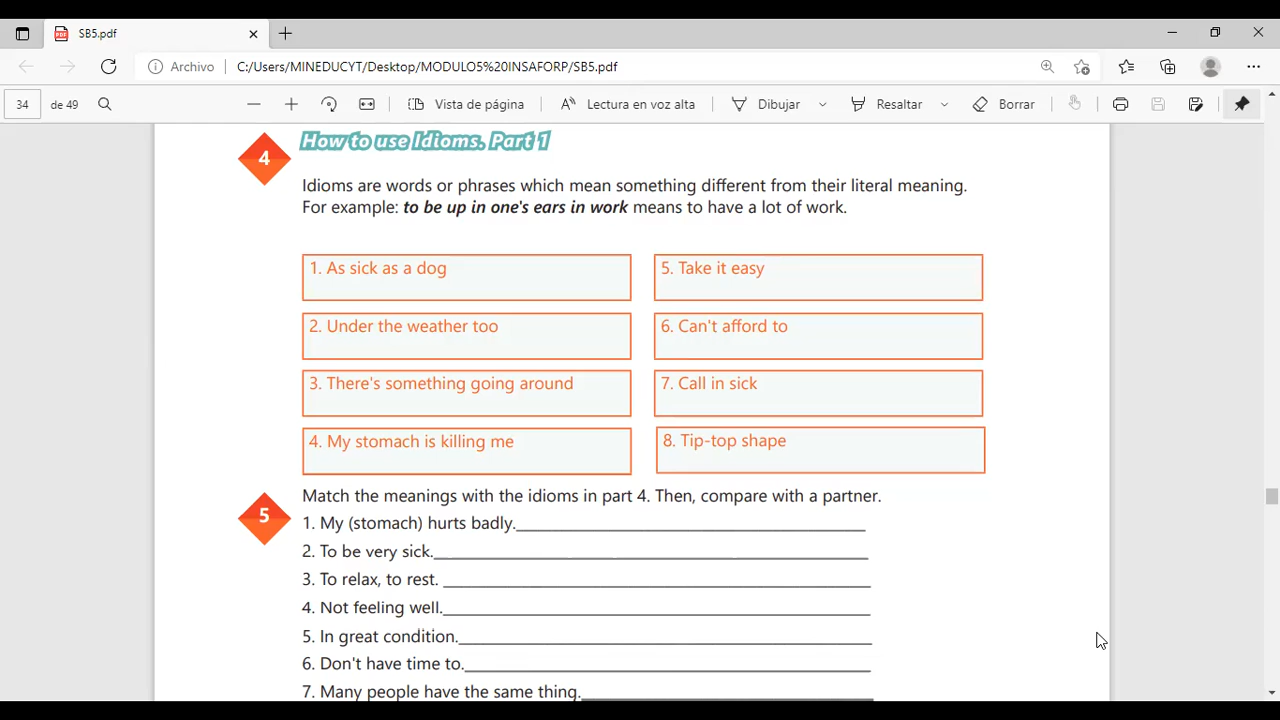 SB5.pdf
Archivo C:/Users/MINEDUCYT/Desktop/MODULO5%20INSAFORP/SB5.pdf
34 de 49 Vista de página Lectura en voz alta Dibujar Resaltar Borrar
4 How to use Idioms. Part 1
Idioms are words or phrases which mean something different from their literal meaning.
For example: to be up in one's ears in work means to have a lot of work.
1. As sick as a dog
5. Take it easy
2. Under the weather too
6. Can't afford to
3. There's something going around
7. Call in sick
4. My stomach is killing me
8. Tip-top shape
5 Match the meanings with the idioms in part 4. Then, compare with a partner.
1. My (stomach) hurts badly.
2. To be very sick.
3. To relax, to rest.
4. Not feeling well.
5. In great condition.
6. Don't have time to.
7. Many people have the same thing.